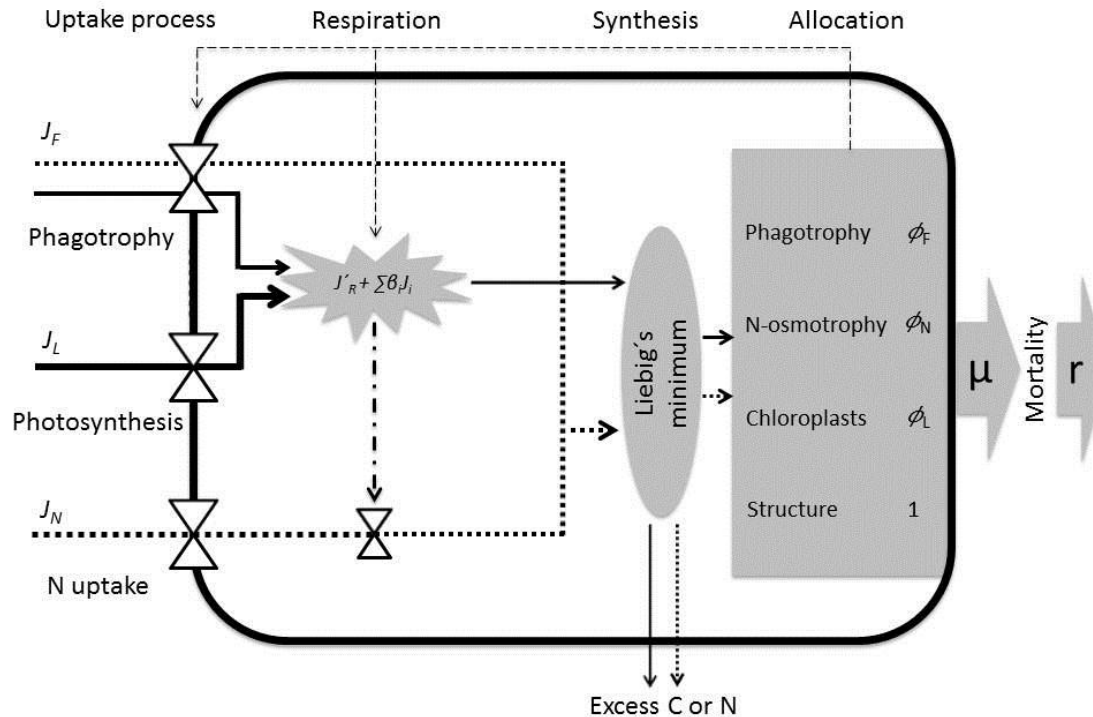 Uptake process Respiration Synthesis Allocation
J_F
Phagotrophy
J´_R + ∑β_iJ_i
Phagotrophy ϕ_F
N-osmotrophy ϕ_N
Liebig´s
minimum
J_L
Photosynthesis
Chloroplasts ϕ_L
µ
Mortality
r
Structure 1
J_N
N uptake
Excess C or N